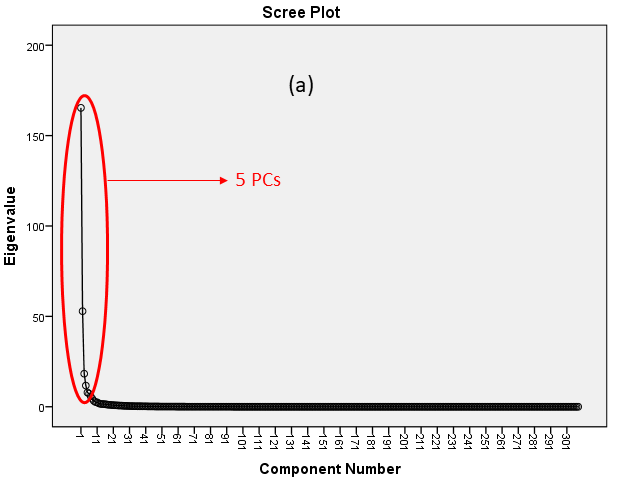 Scree Plot
(a)
5 PCs
Eigenvalue
200
150
100
50
0
1 11 21 31 41 51 61 71 81 91 101 111 121 131 141 151 161 171 181 191 201 211 221 231 241 251 261 271 281 291 301
Component Number